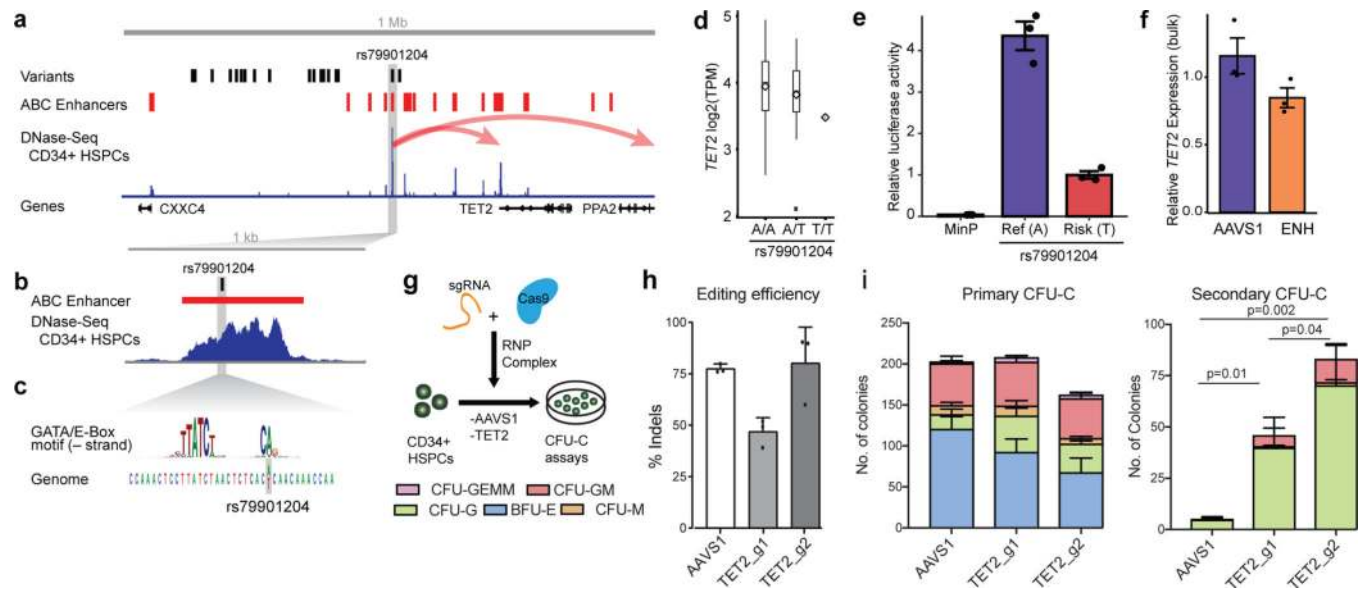 a
1 Mb
rs79901204
Variants
ABC Enhancers
DNase-Seq
CD34+ HSPCs
Genes
CXXC4
TET2
PPA2
1 kb
b
rs79901204
ABC Enhancer
DNase-Seq
CD34+ HSPCs
c
GATA/E-Box
motif (– strand)
TTATCT
CA
Genome
CCAAACTCCTTATCTAACTCTCACACAACAAACCAA
rs79901204
d
TET2 log2(TPM)
5
4
3
2
A/A A/T T/T
rs79901204
e
Relative luciferase activity
4
3
2
1
0
MinP Ref (A) Risk (T)
rs79901204
f
Relative TET2 Expression (bulk)
1.0
0.5
0.0
AAVS1 ENH
g
sgRNA
+
Cas9
RNP
Complex
-AAVS1
-TET2
CD34+
HSPCs
CFU-C
assays
CFU-GEMM CFU-GM
CFU-G BFU-E CFU-M
h
Editing efficiency
% Indels
100
75
50
25
0
AAVS1
TET2_g1
TET2_g2
i
Primary CFU-C
No. of colonies
250
200
150
100
50
0
AAVS1
TET2_g1
TET2_g2
Secondary CFU-C
p=0.002
p=0.04
p=0.01
No. of Colonies
100
75
50
25
0
AAVS1
TET2_g1
TET2_g2